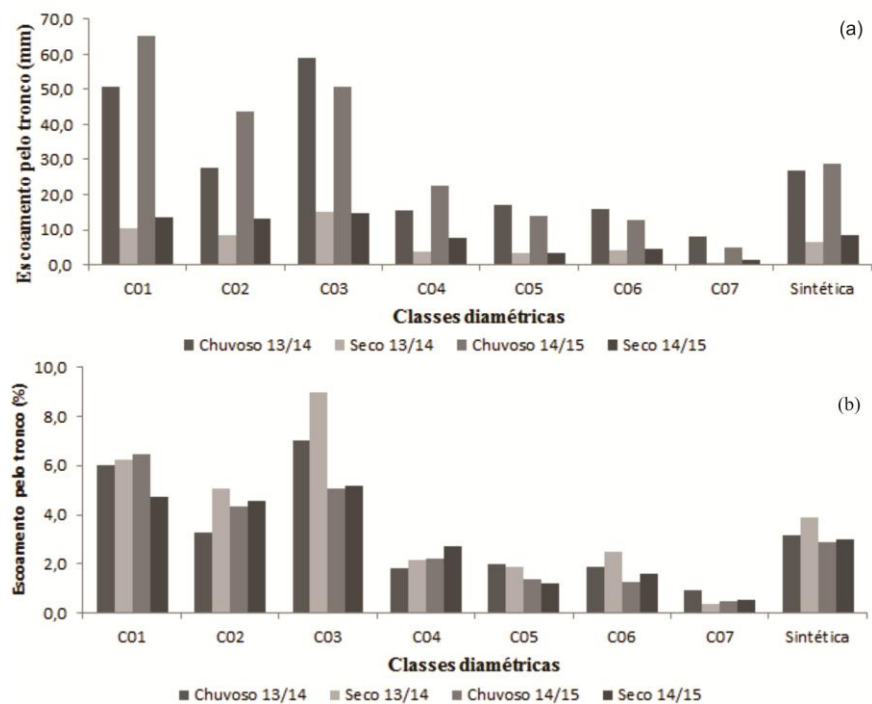 (a)
Escoamento pelo tronco (mm)
70,0
60,0
50,0
40,0
30,0
20,0
10,0
0,0
C01 C02 C03 C04 C05 C06 C07 Sintética
Classes diamétricas
Chuvoso 13/14 Seco 13/14 Chuvoso 14/15 Seco 14/15
(b)
Escoamento pelo tronco (%)
10,0
8,0
6,0
4,0
2,0
0,0
C01 C02 C03 C04 C05 C06 C07 Sintética
Classes diamétricas
Chuvoso 13/14 Seco 13/14 Chuvoso 14/15 Seco 14/15